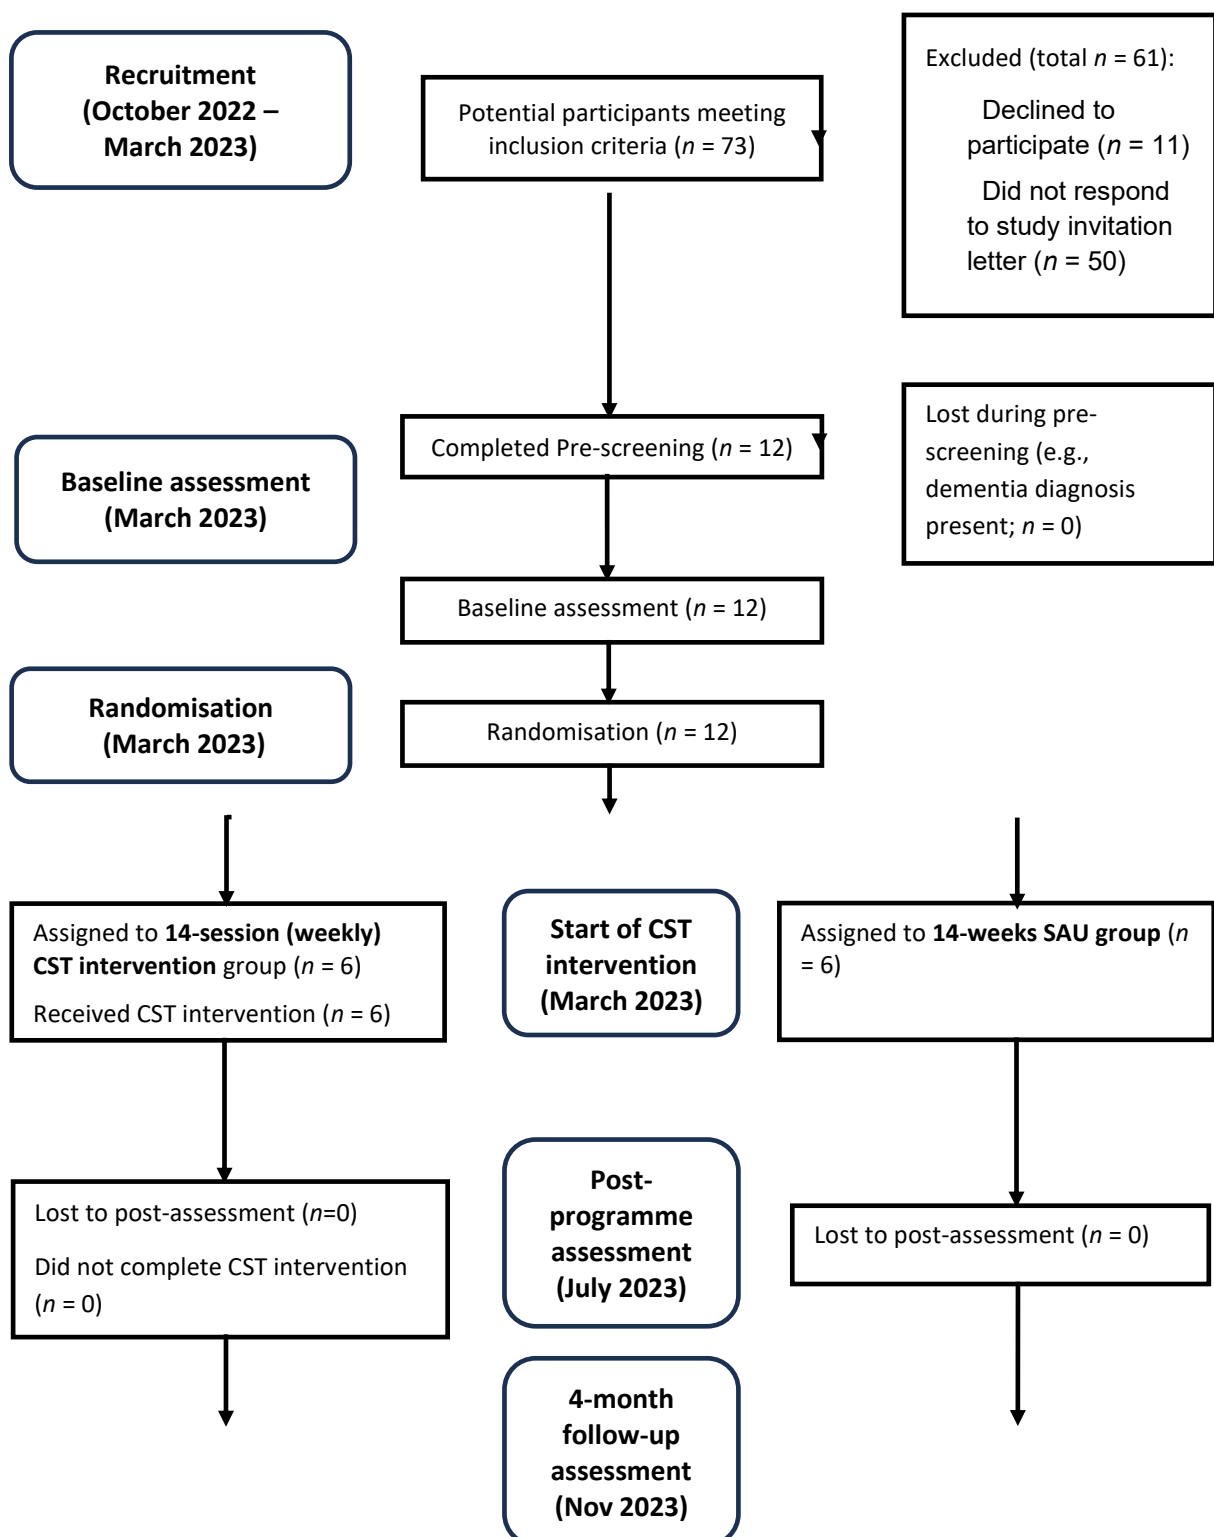 Recruitment
(October 2022 –
March 2023)
Potential participants meeting
inclusion criteria (n = 73)
Excluded (total n = 61):
Declined to
participate (n = 11)
Did not respond
to study invitation
letter (n = 50)
Completed Pre-screening (n = 12)
Lost during pre-
screening (e.g.,
dementia diagnosis
present; n = 0)
Baseline assessment
(March 2023)
Baseline assessment (n = 12)
Randomisation
(March 2023)
Randomisation (n = 12)
Assigned to 14-session (weekly)
CST intervention group (n = 6)
Received CST intervention (n = 6)
Start of CST
intervention
(March 2023)
Assigned to 14-weeks SAU group (n
= 6)
Lost to post-assessment (n=0)
Did not complete CST intervention
(n = 0)
Post-
programme
assessment
(July 2023)
Lost to post-assessment (n = 0)
4-month
follow-up
assessment
(Nov 2023)